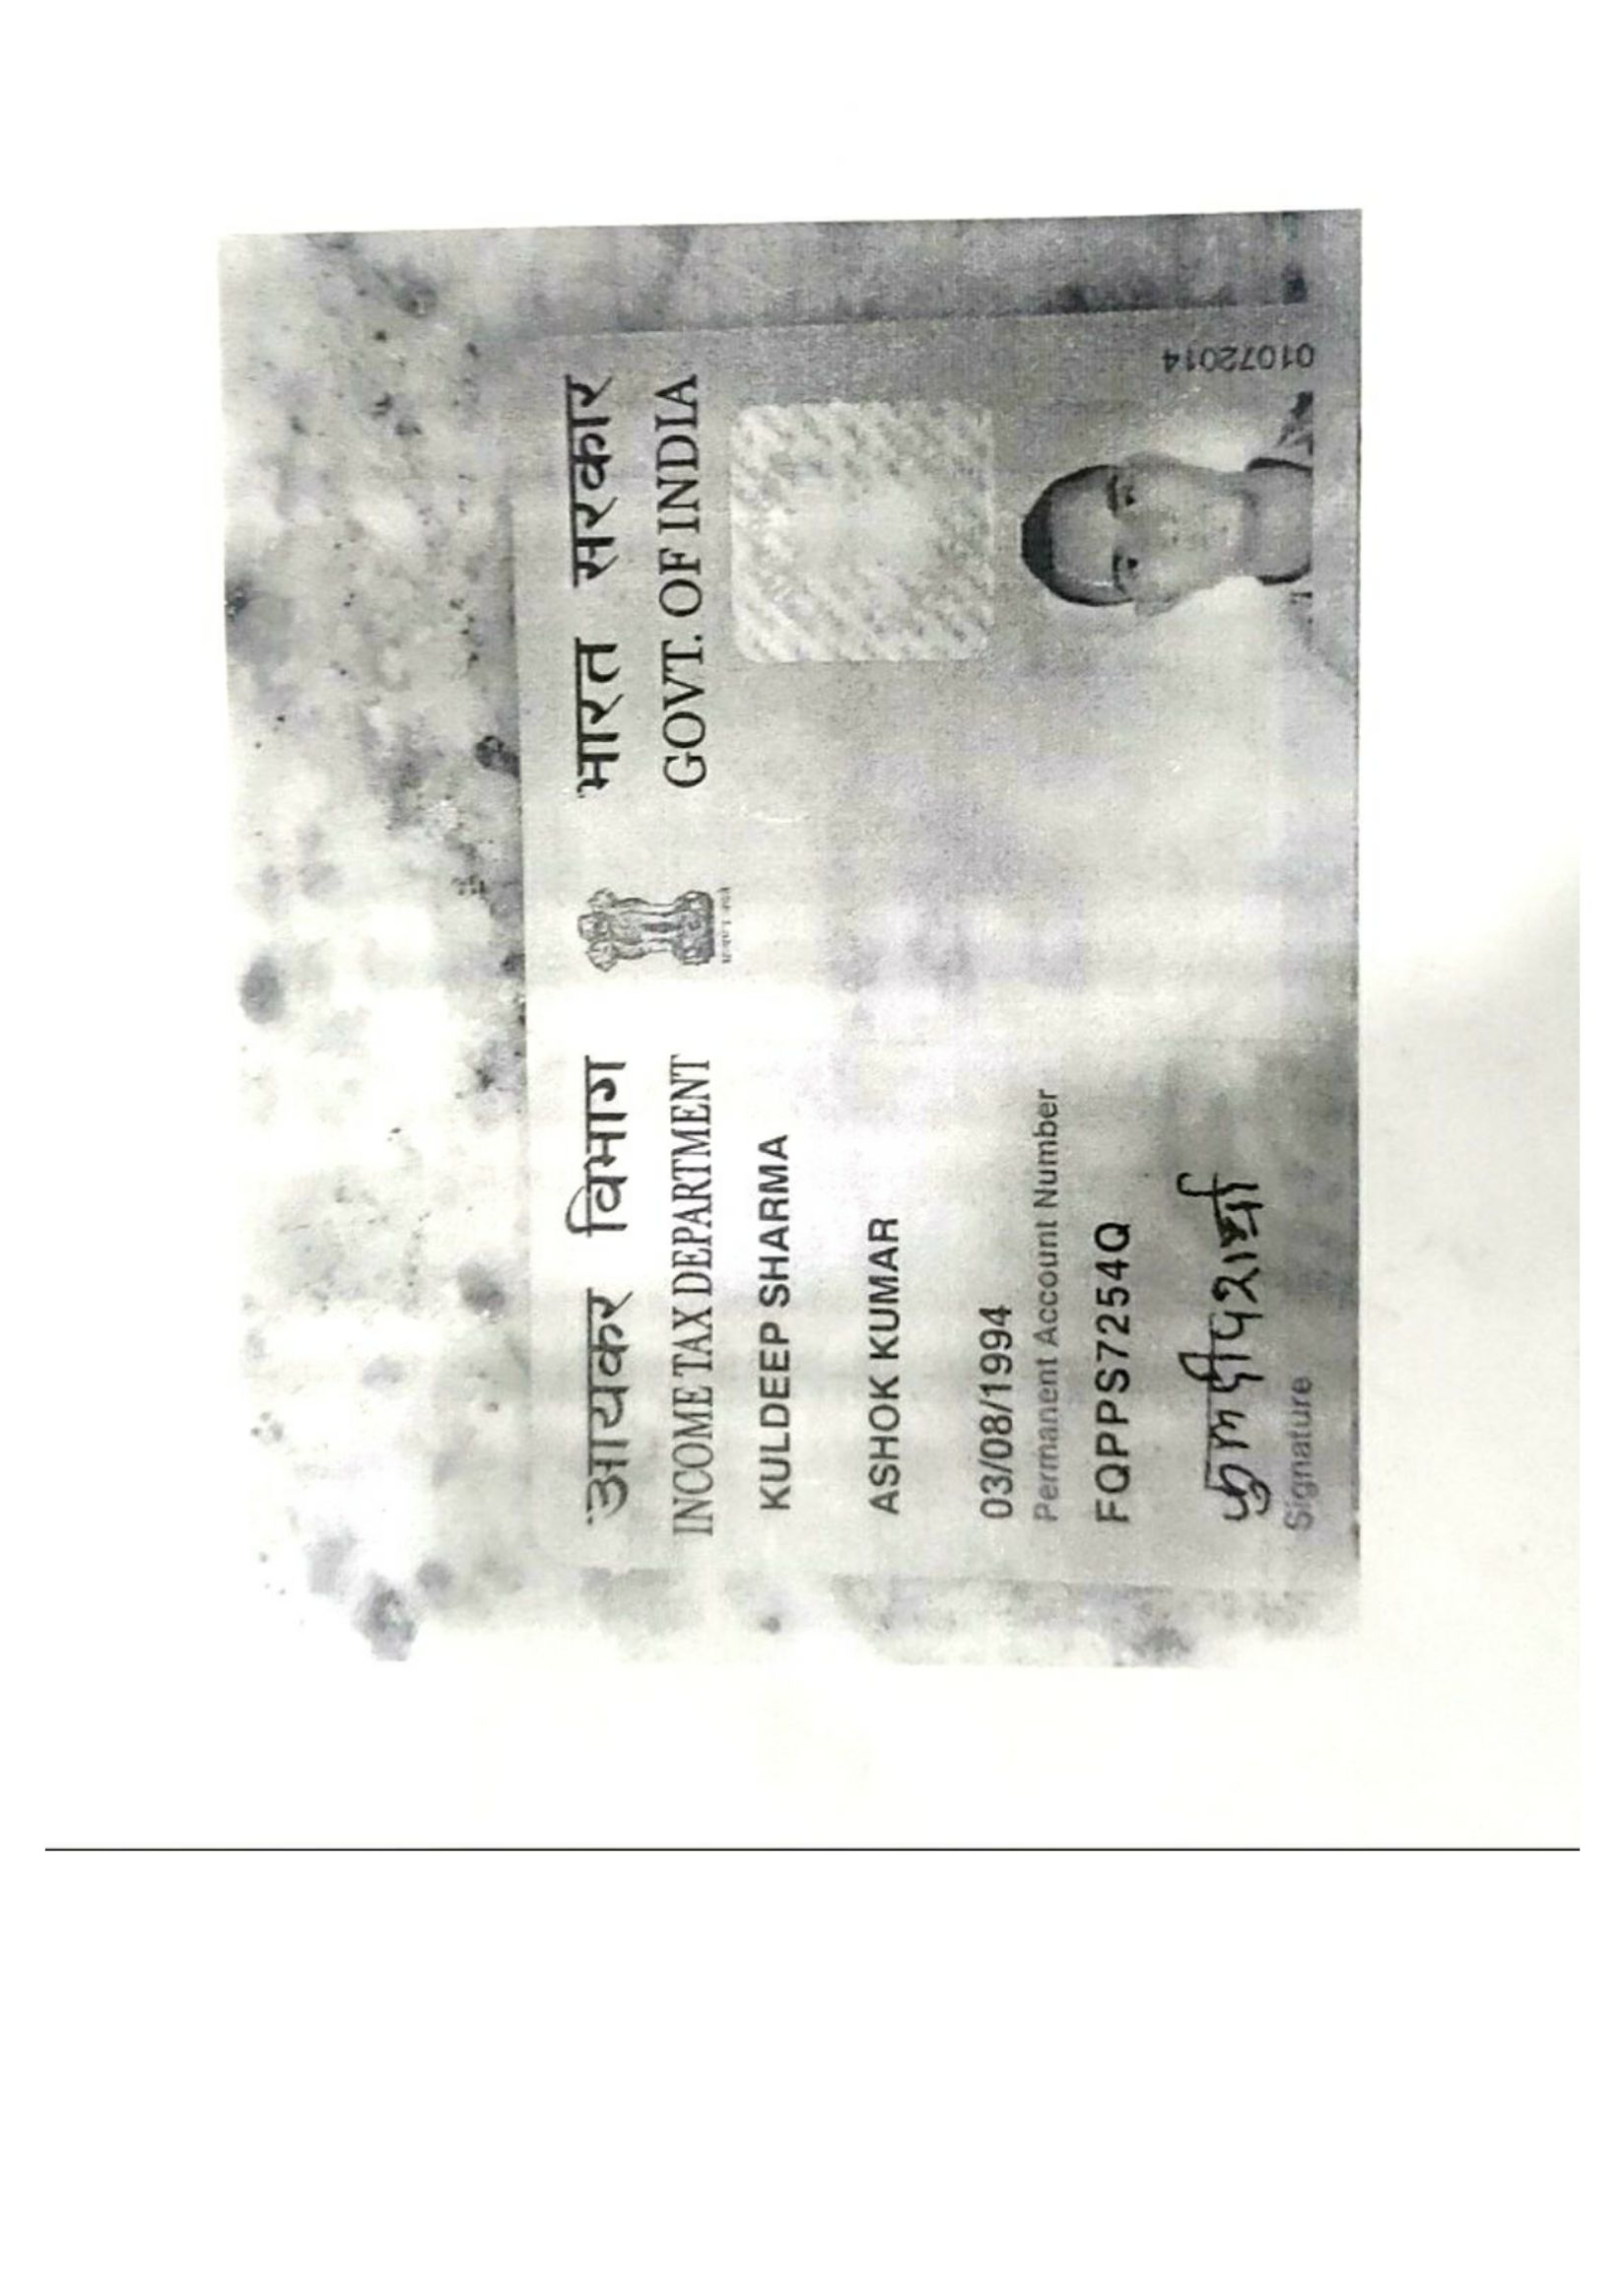 आयकर विभाग भारत सरकार
INCOME TAX DEPARTMENT GOVT. OF INDIA
KULDEEP SHARMA
ASHOK KUMAR
03/08/1994
Permanent Account Number
FQPPS7254Q
कुलदीप शर्मा
Signature
01072014